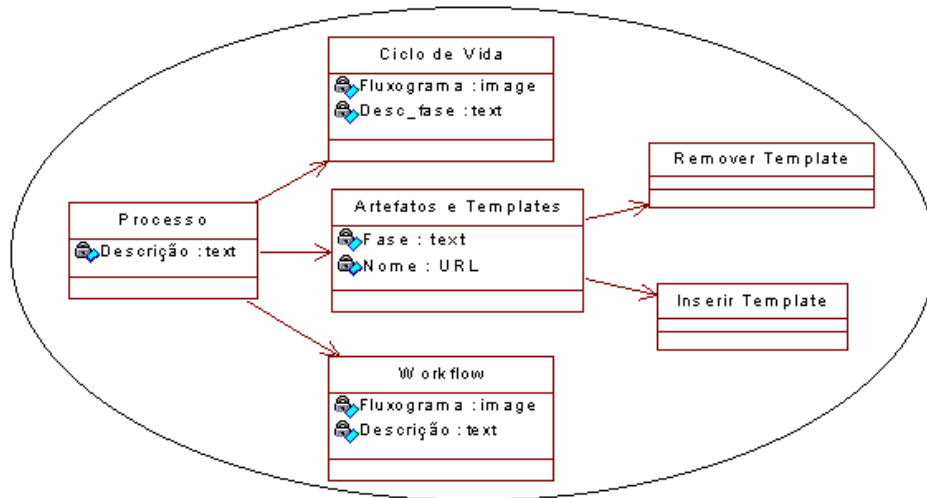 Ciclo de Vida
Fluxograma : image
Desc_fase : text
Remover Template
Processo
Descrição : text
Artefatos e Templates
Fase : text
Nome : URL
Inserir Template
Workflow
Fluxograma : image
Descrição : text